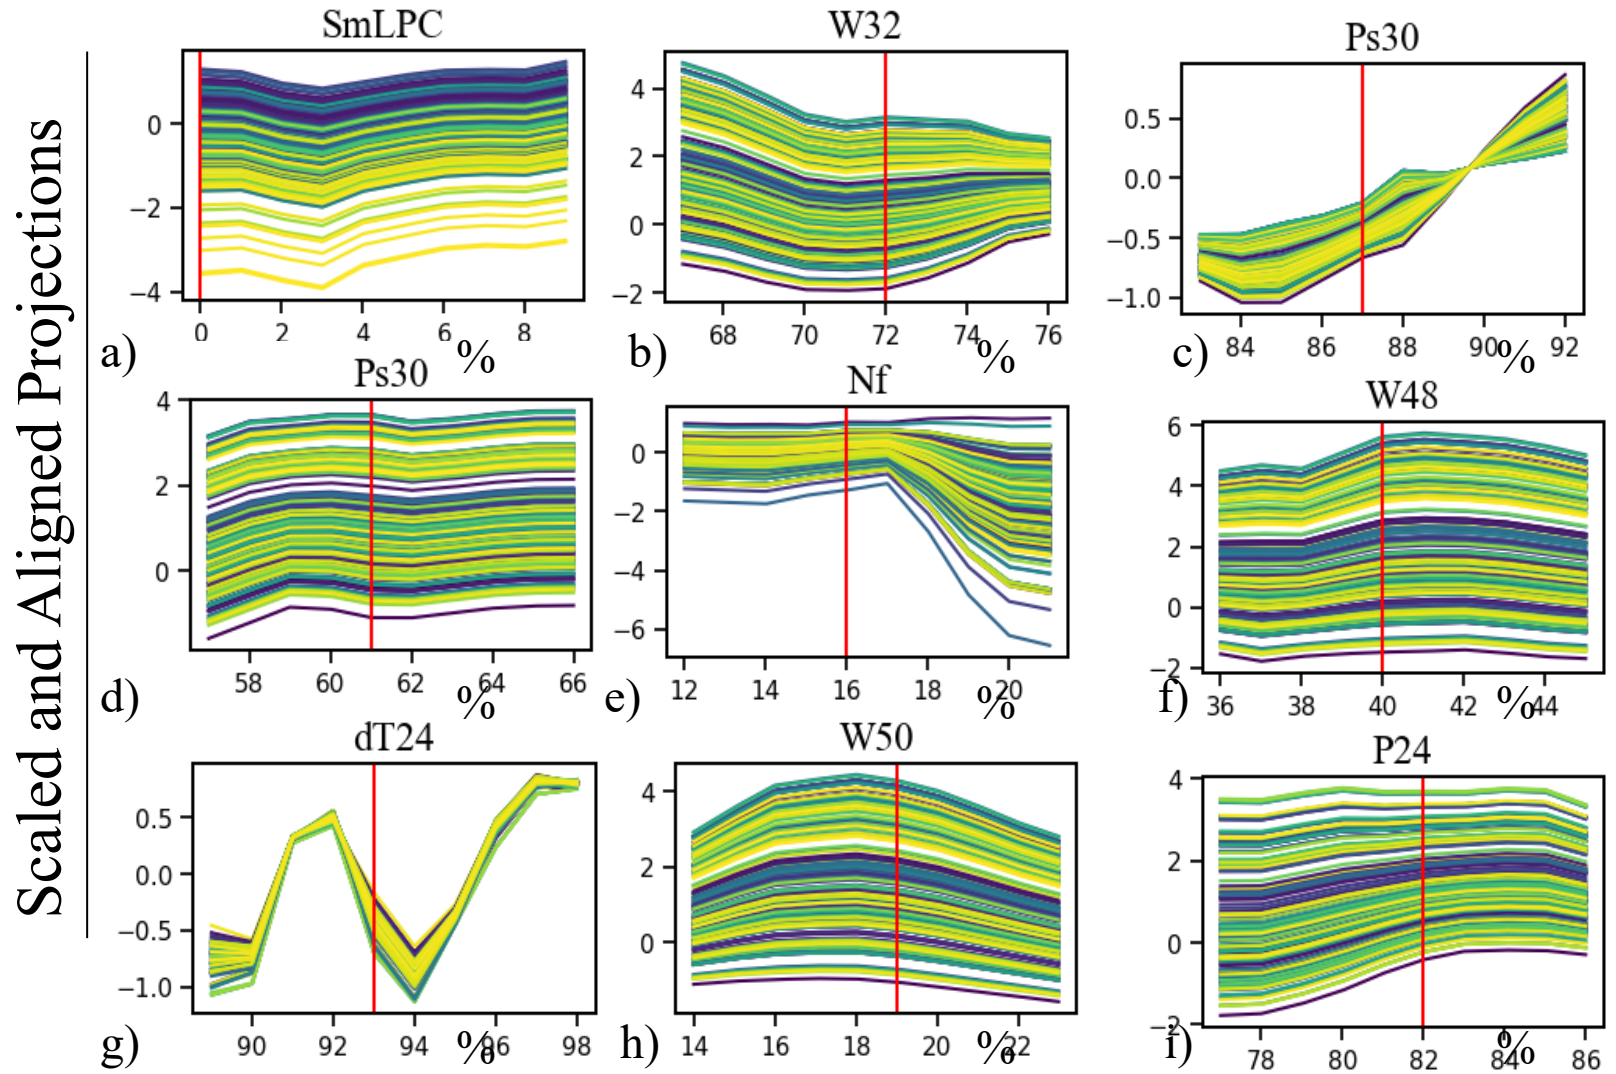 Scaled and Aligned Projections
SmLPC
0
−2
−4
0 2 4 6 8
a) %
W32
4
2
0
−2
68 70 72 74 76
b) %
Ps30
0.5
0.0
−0.5
−1.0
84 86 88 90 92
c) %
Ps30
4
2
0
58 60 62 64 66
d) %
Nf
0
−2
−4
−6
12 14 16 18 20
e) %
W48
6
4
2
0
−2
36 38 40 42 44
f) %
dT24
0.5
0.0
−0.5
−1.0
90 92 94 96 98
g) %
W50
4
2
0
14 16 18 20 22
h) %
P24
4
2
0
−2
78 80 82 84 86
i) %